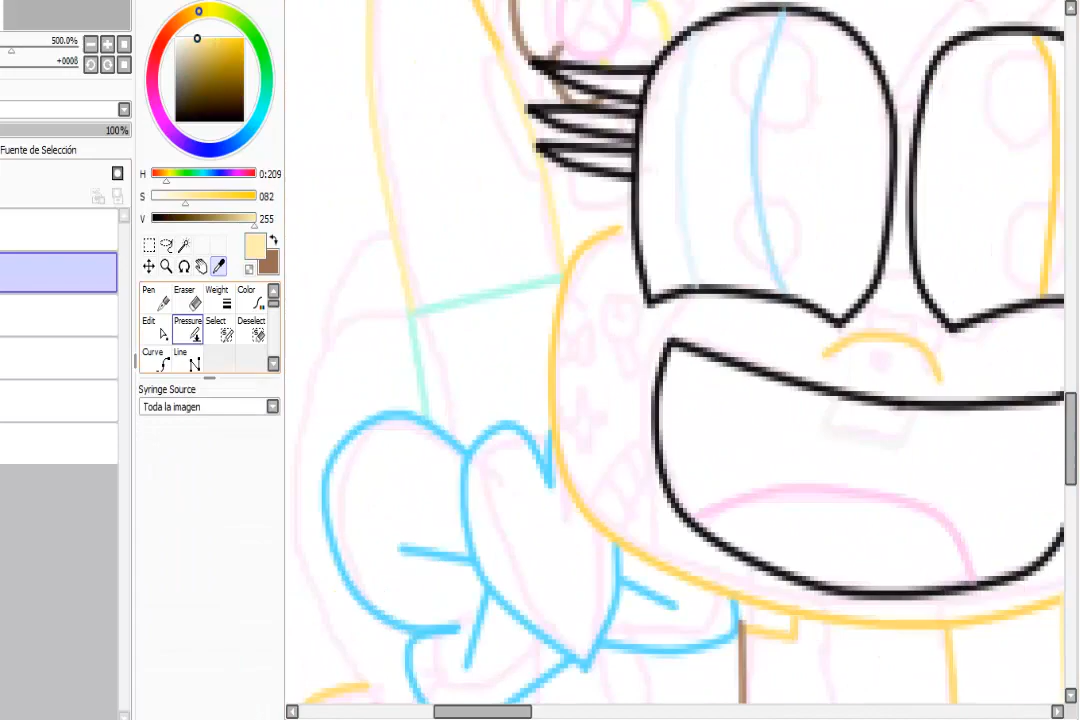 500.0%
+0008
100%
Fuente de Selección
H 0:209
S 082
V 255
Pen Eraser Weight Color
Edit Pressure Select Deselect
Curve Line
Syringe Source
Toda la imagen